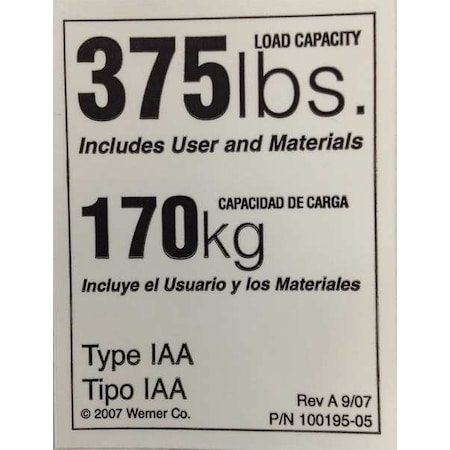 LOAD CAPACITY
375lbs.
Includes User and Materials
CAPACIDAD DE CARGA
170kg
Incluye el Usuario y los Materiales
Type IAA
Tipo IAA
© 2007 Werner Co.
Rev A 9/07
P/N 100195-05